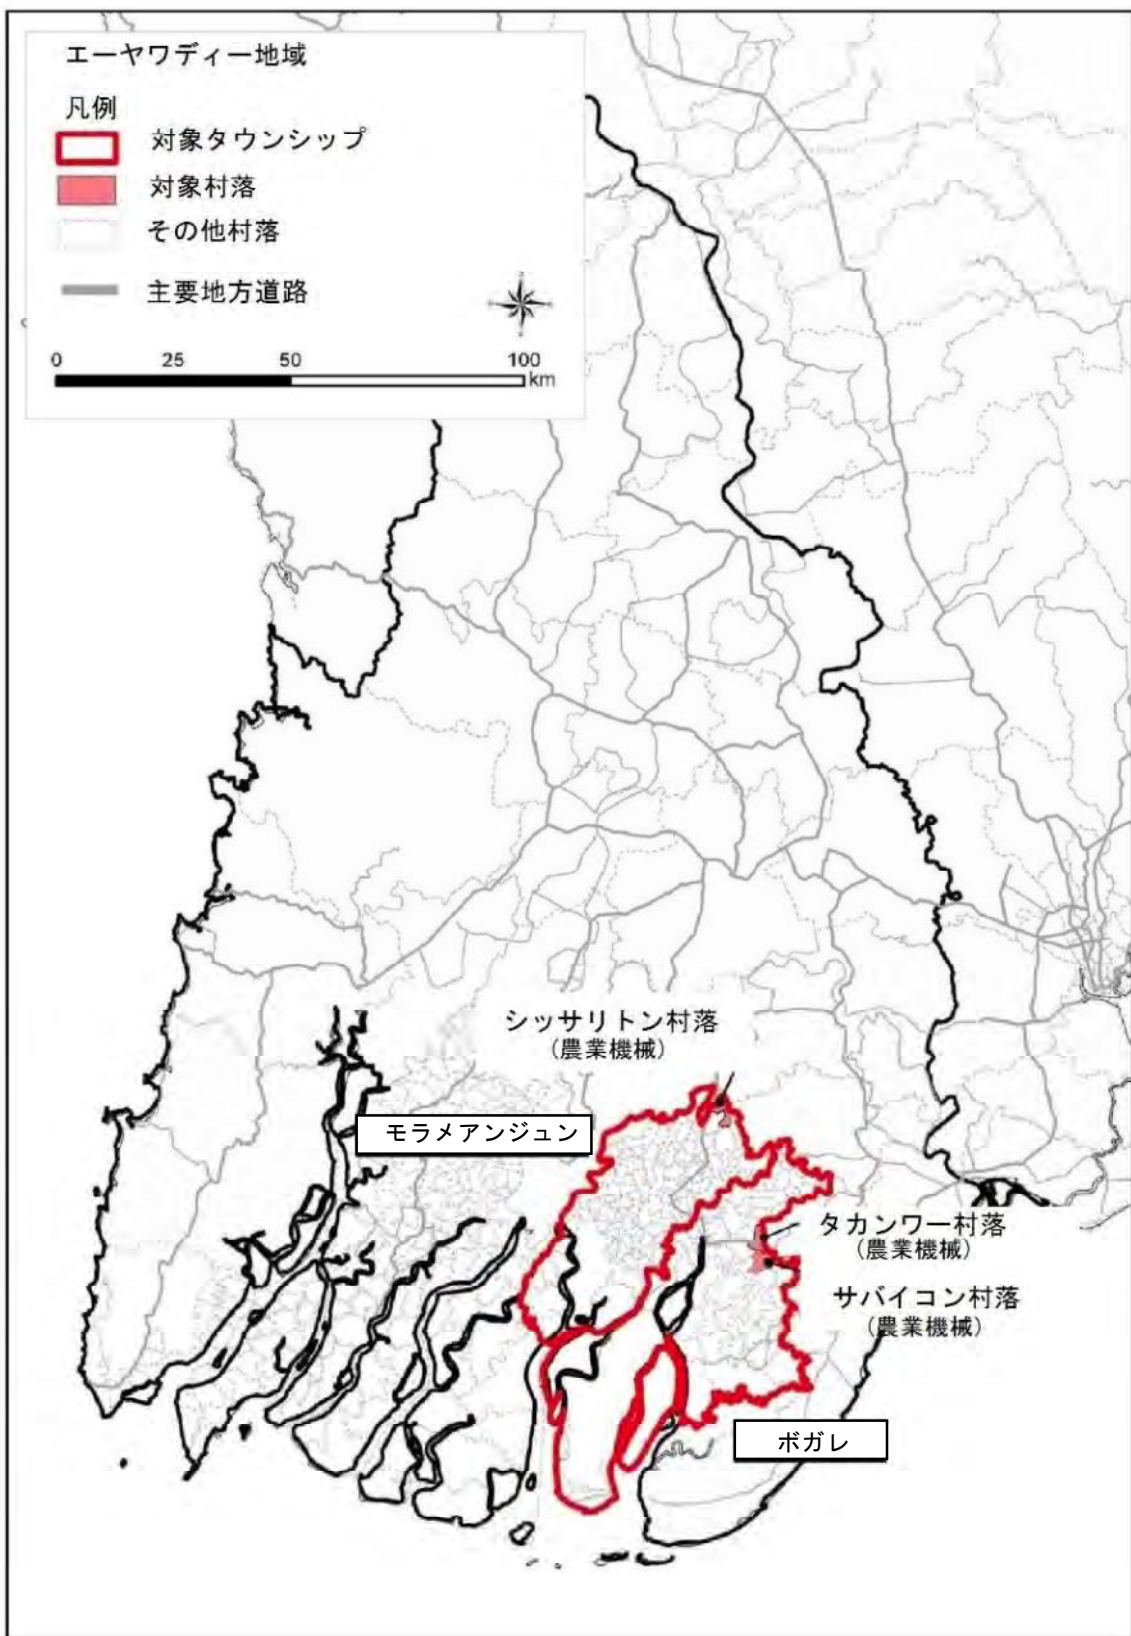 エーヤワディー地域
凡例
対象タウンシップ
対象村落
その他村落
主要地方道路
0 25 50 100
km
シッサリトン村落
(農業機械)
モラメアンジュン
タカンワー村落
(農業機械)
サバイコン村落
(農業機械)
ボガレ